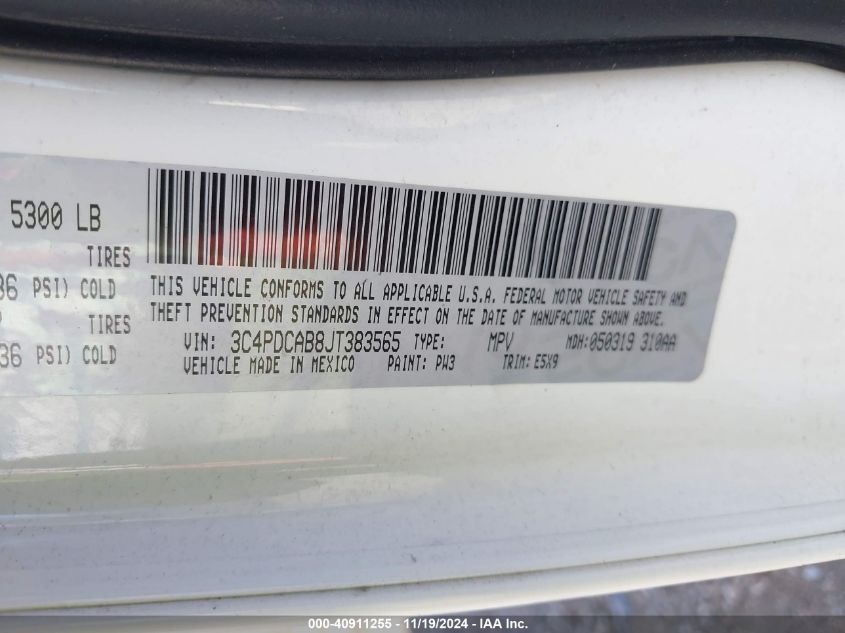 5300 LB
TIRES
36 PSI) COLD
TIRES
36 PSI) COLD
THIS VEHICLE CONFORMS TO ALL APPLICABLE U.S.A. FEDERAL MOTOR VEHICLE SAFETY AND
THEFT PREVENTION STANDARDS IN EFFECT ON THE DATE OF MANUFACTURE SHOWN ABOVE.
VIN: 3C4PDCAB8JT383565 TYPE: MPV MDH:050319 310AA
VEHICLE MADE IN MEXICO PAINT: PW3 TRIM: E5X9
000-40911255 - 11/19/2024 - IAA Inc.